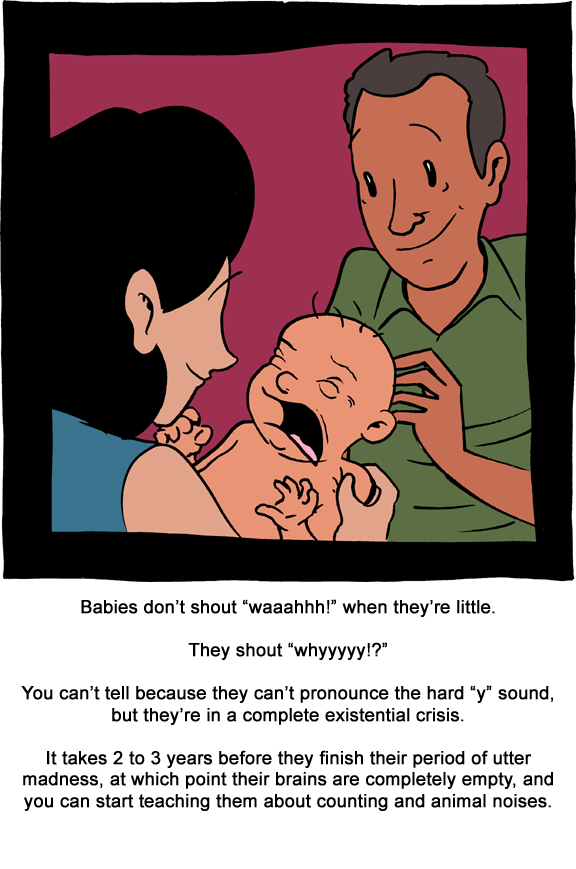 Babies don’t shout “waaahhh!” when they’re little.
They shout “whyyyyy!?”
You can’t tell because they can’t pronounce the hard “y” sound,
but they’re in a complete existential crisis.
It takes 2 to 3 years before they finish their period of utter
madness, at which point their brains are completely empty, and
you can start teaching them about counting and animal noises.